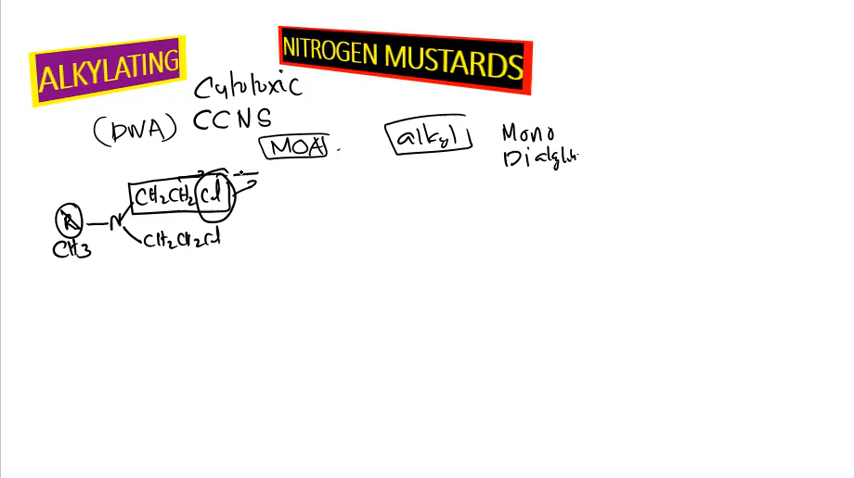 ALKYLATING
NITROGEN MUSTARDS
Cytotoxic
(DNA) CCNS
MOA
alkyl
Mono
CH2CH2Cl
R
N
CH3
CH2CH2Cl